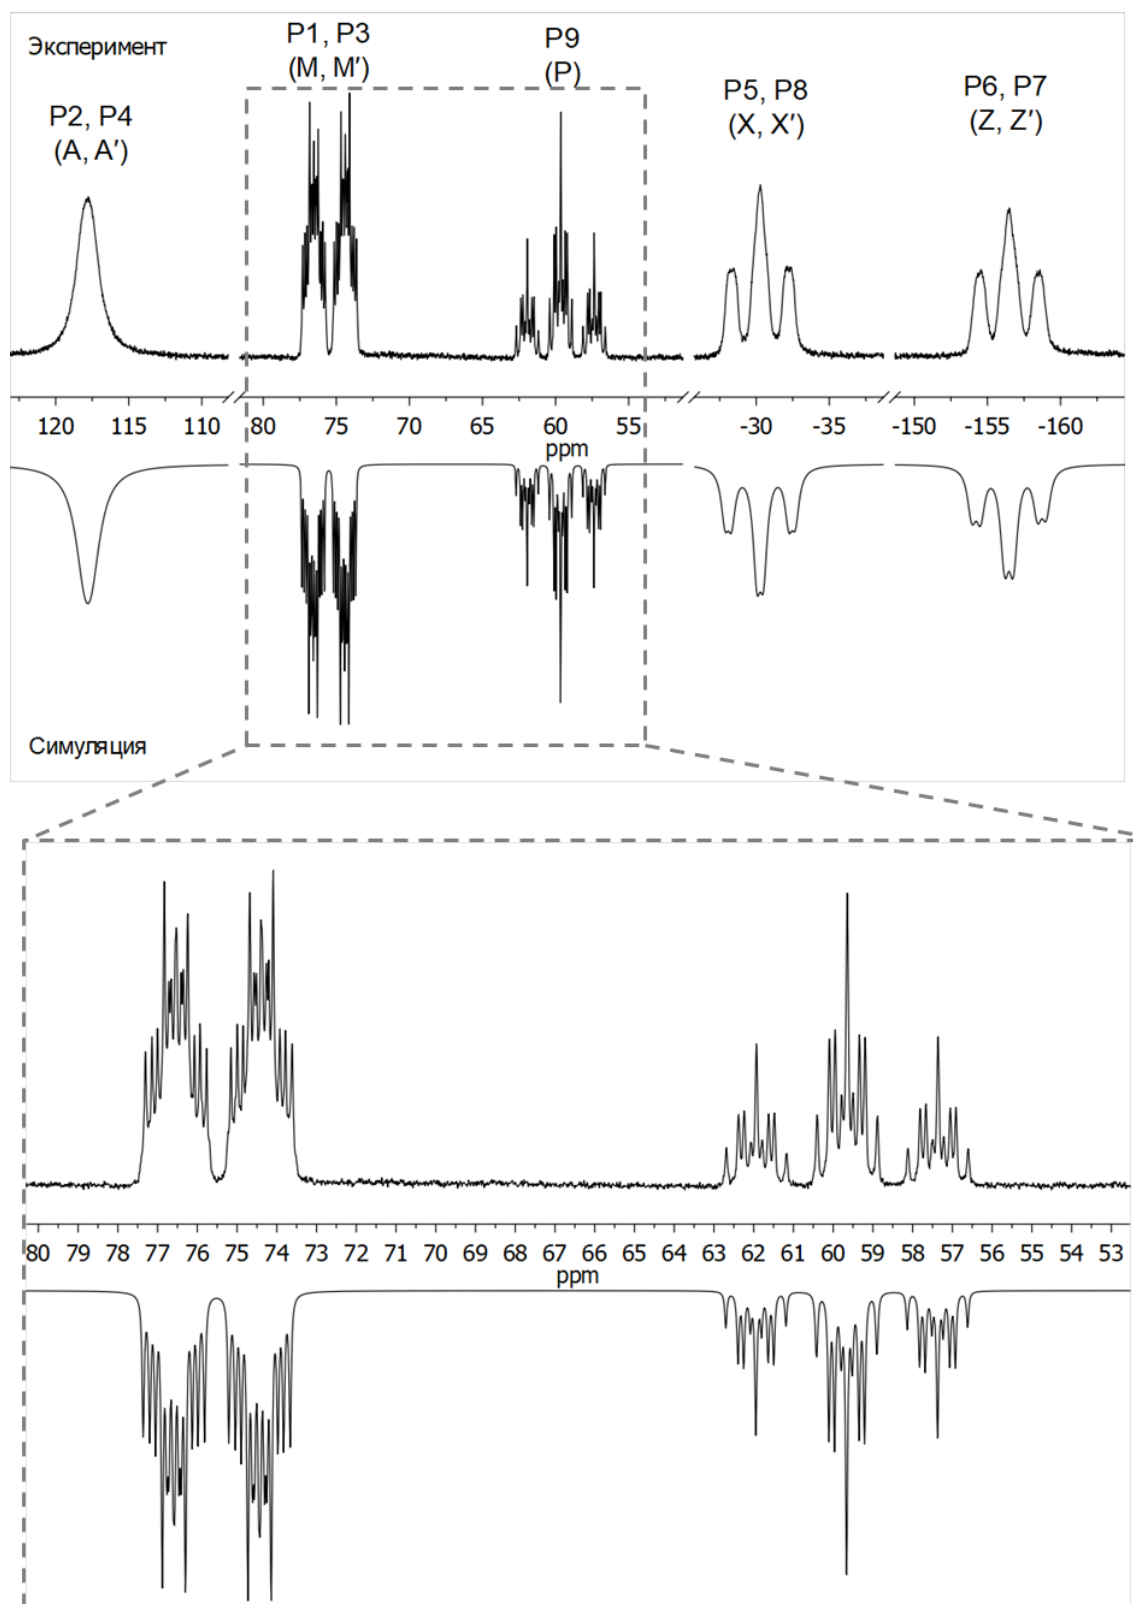 Эксперимент
P1, P3
(M, M′)
P9
(P)
P2, P4
(A, A′)
P5, P8
(X, X′)
P6, P7
(Z, Z′)
120 115 110 80 75 70 65 60 55 -30 -35 -150 -155 -160
ppm
Симуляция
80 79 78 77 76 75 74 73 72 71 70 69 68 67 66 65 64 63 62 61 60 59 58 57 56 55 54 53
ppm